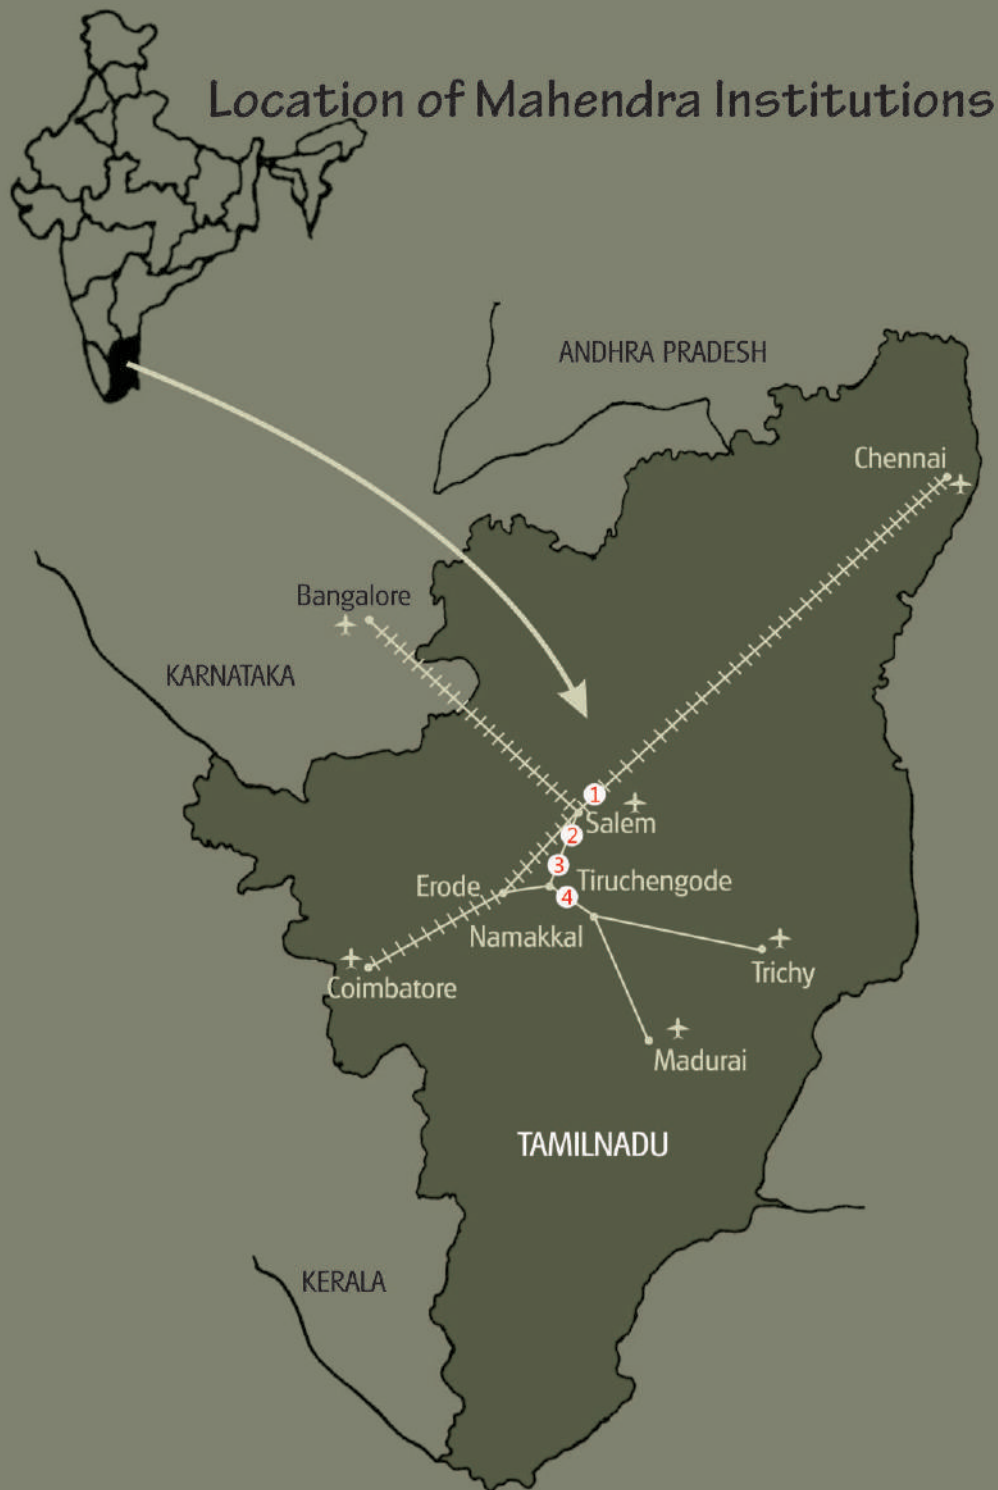 Location of Mahendra Institutions
ANDHRA PRADESH
Chennai
Bangalore
KARNATAKA
1
Salem
2
3
Tiruchengode
Erode
4
Namakkal
Trichy
Coimbatore
Madurai
TAMILNADU
KERALA